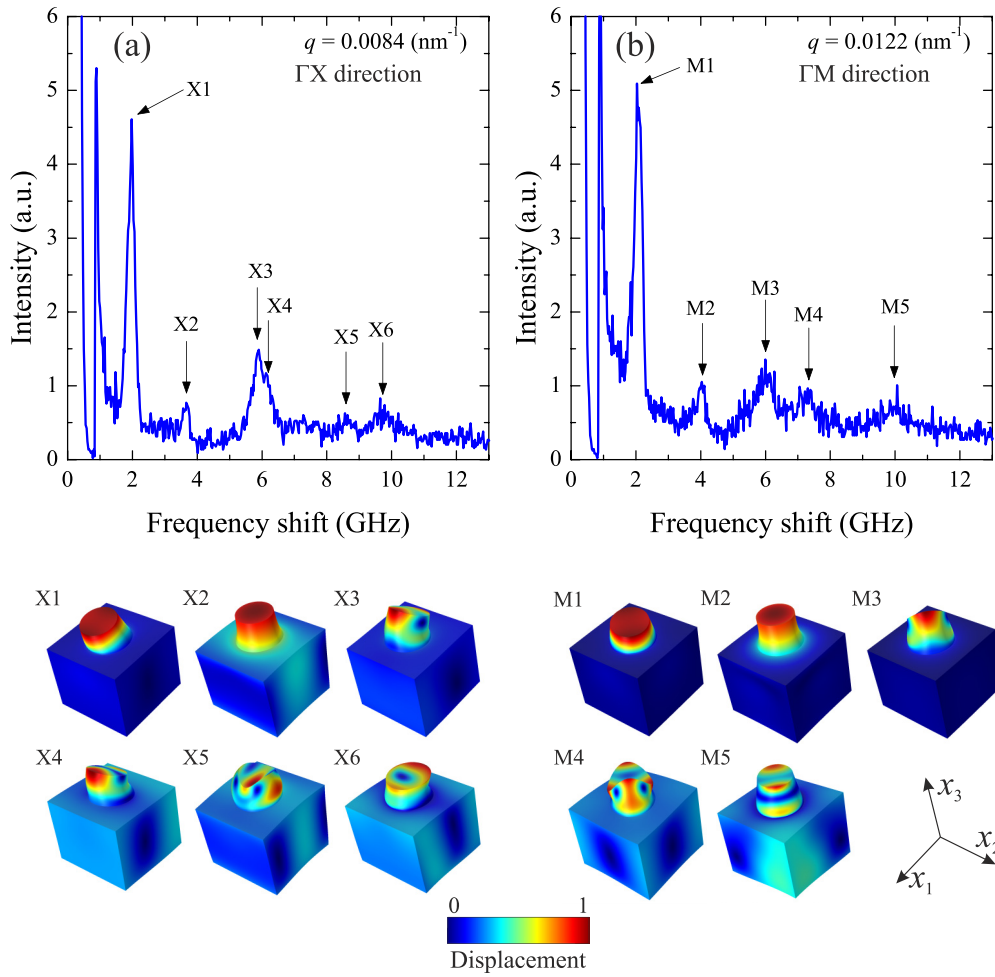 (a)
q = 0.0084 (nm⁻¹)
ΓX direction
X1
X2
X3
X4
X5
X6
Intensity (a.u.)
0 1 2 3 4 5 6
0 2 4 6 8 10 12
Frequency shift (GHz)
(b)
q = 0.0122 (nm⁻¹)
ΓM direction
M1
M2
M3
M4
M5
Intensity (a.u.)
0 1 2 3 4 5 6
0 2 4 6 8 10 12
Frequency shift (GHz)
X1 X2 X3
M1 M2 M3
X4 X5 X6
M4 M5
x₃
x₂
x₁
0 1
Displacement